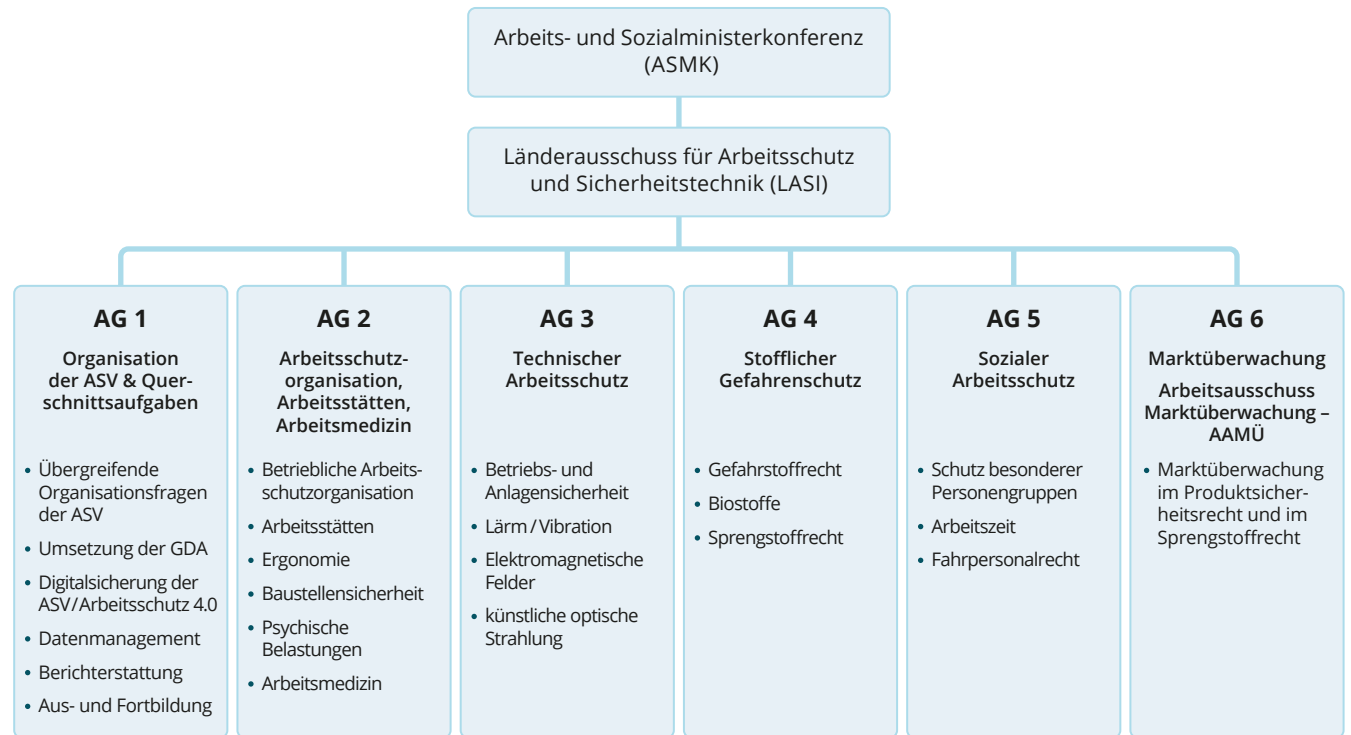 Arbeits- und Sozialministerkonferenz
(ASMK)
Länderausschuss für Arbeitsschutz
und Sicherheitstechnik (LASI)
AG 1
Organisation
der ASV & Quer-
schnittsaufgaben
• Übergreifende
Organisationsfragen
der ASV
• Umsetzung der GDA
• Digitalsicherung der
ASV/Arbeitsschutz 4.0
• Datenmanagement
• Berichterstattung
• Aus- und Fortbildung
AG 2
Arbeitsschutz-
organisation,
Arbeitsstätten,
Arbeitsmedizin
• Betriebliche Arbeits-
schutzorganisation
• Arbeitsstätten
• Ergonomie
• Baustellensicherheit
• Psychische
Belastungen
• Arbeitsmedizin
AG 3
Technischer
Arbeitsschutz
• Betriebs- und
Anlagensicherheit
• Lärm / Vibration
• Elektromagnetische
Felder
• künstliche optische
Strahlung
AG 4
Stofflicher
Gefahrenschutz
• Gefahrstoffrecht
• Biostoffe
• Sprengstoffrecht
AG 5
Sozialer
Arbeitsschutz
• Schutz besonderer
Personengruppen
• Arbeitszeit
• Fahrpersonalrecht
AG 6
Marktüberwachung
Arbeitsausschuss
Marktüberwachung –
AAMÜ
• Marktüberwachung
im Produktsicher-
heitsrecht und im
Sprengstoffrecht